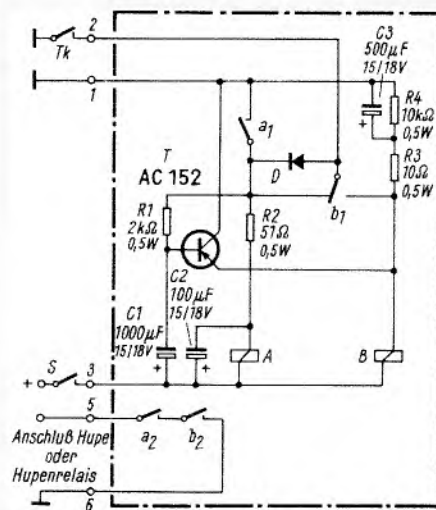 2
Tk
1
C3
500µF
15/18V
+
R4
10kΩ
0,5W
a1
T
AC 152
D
R3
10Ω
0,5W
b1
R1
2kΩ
0,5W
R2
51Ω
0,5W
C2
100µF
15/18V
C1
1000µF
15/18V
+
+
A
B
+
S
3
5
Anschluß Hupe
oder
Hupenrelais
a2
b2
6